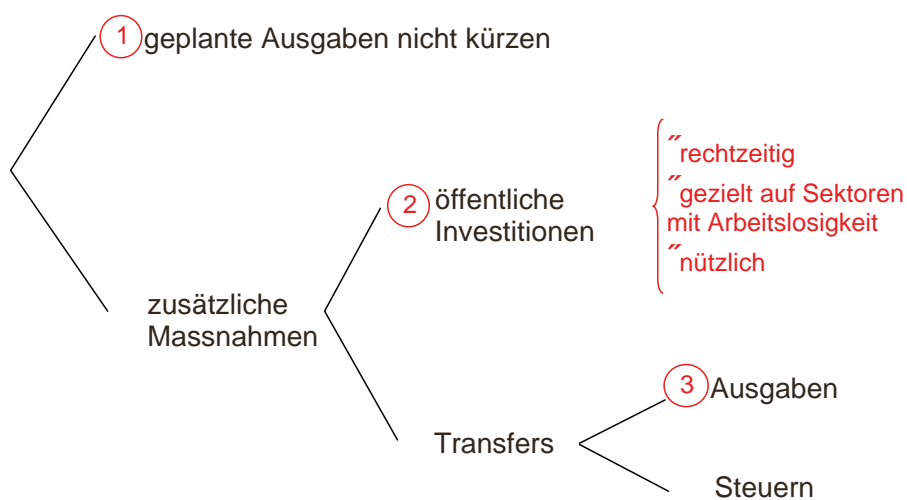 1 geplante Ausgaben nicht kürzen
2 öffentliche
Investitionen
˝rechtzeitig
˝gezielt auf Sektoren
mit Arbeitslosigkeit
˝nützlich
zusätzliche
Massnahmen
3 Ausgaben
Transfers
Steuern